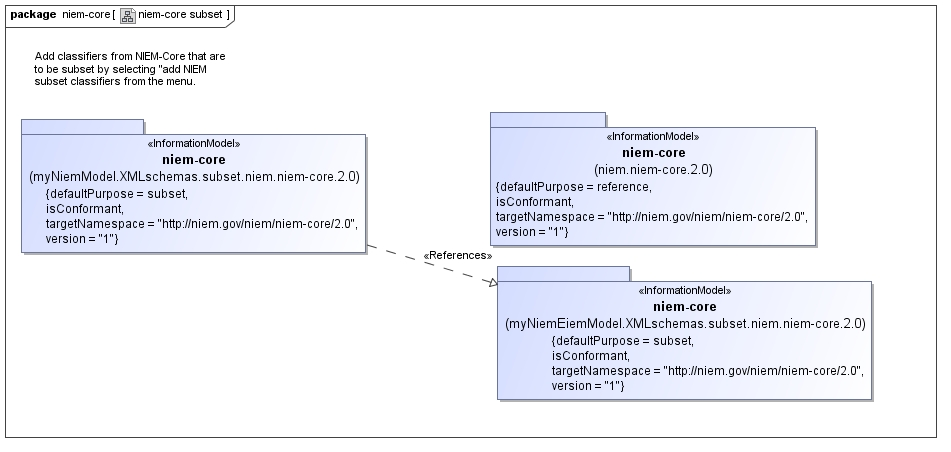 package niem-core [ niem-core subset ]
Add classifiers from NIEM-Core that are
to be subset by selecting "add NIEM
subset classifiers from the menu.
«InformationModel»
niem-core
(myNiemModel.XMLschemas.subset.niem.niem-core.2.0)
{defaultPurpose = subset,
isConformant,
targetNamespace = "http://niem.gov/niem/niem-core/2.0",
version = "1"}
«InformationModel»
niem-core
(niem.niem-core.2.0)
{defaultPurpose = reference,
isConformant,
targetNamespace = "http://niem.gov/niem/niem-core/2.0",
version = "1"}
«References»
«InformationModel»
niem-core
(myNiemEiemModel.XMLschemas.subset.niem.niem-core.2.0)
{defaultPurpose = subset,
isConformant,
targetNamespace = "http://niem.gov/niem/niem-core/2.0",
version = "1"}